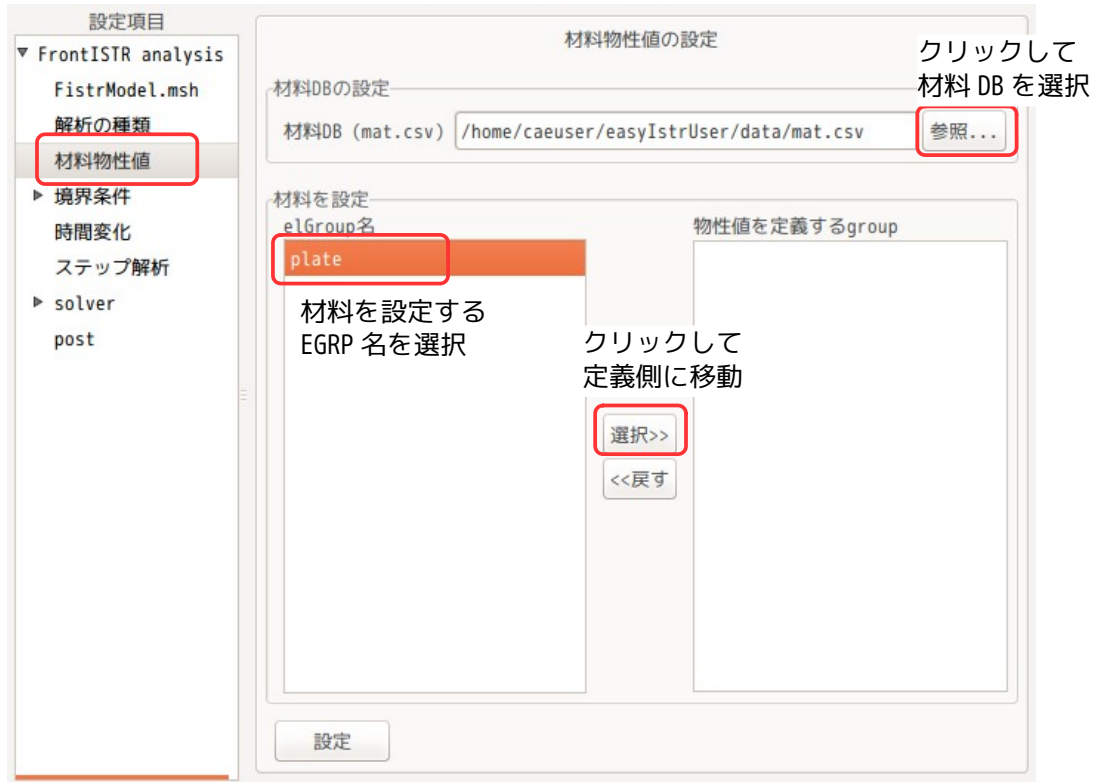 設定項目
▼ FrontISTR analysis
FistrModel.msh
解析の種類
材料物性値
▶ 境界条件
時間変化
ステップ解析
▶ solver
post
材料物性値の設定
クリックして
材料 DB を選択
材料DBの設定
材料DB (mat.csv) /home/caeuser/easyIstrUser/data/mat.csv 参照...
材料を設定
elGroup名
物性値を定義するgroup
plate
材料を設定する
EGRP 名を選択
クリックして
定義側に移動
選択>>
<<戻す
設定